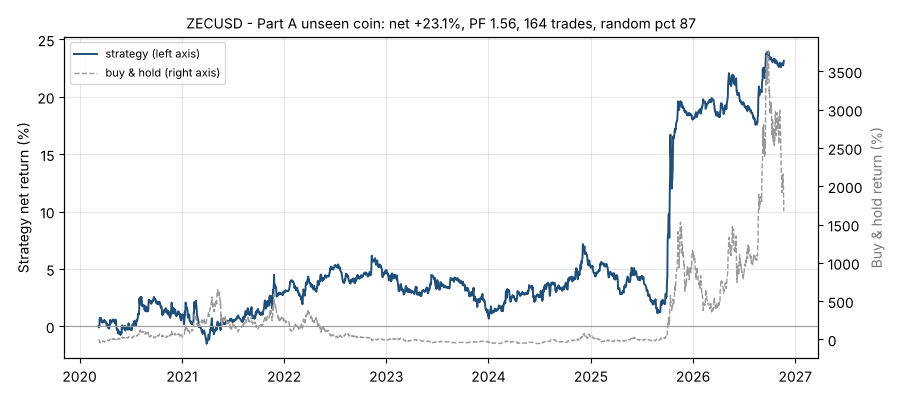 ZECUSD - Part A unseen coin: net +23.1%, PF 1.56, 164 trades, random pct 87
strategy (left axis)
buy & hold (right axis)
Strategy net return (%)
25
20
15
10
5
0
3500
3000
2500
2000
1500
1000
500
0
Buy & hold return (%)
2020 2021 2022 2023 2024 2025 2026 2027